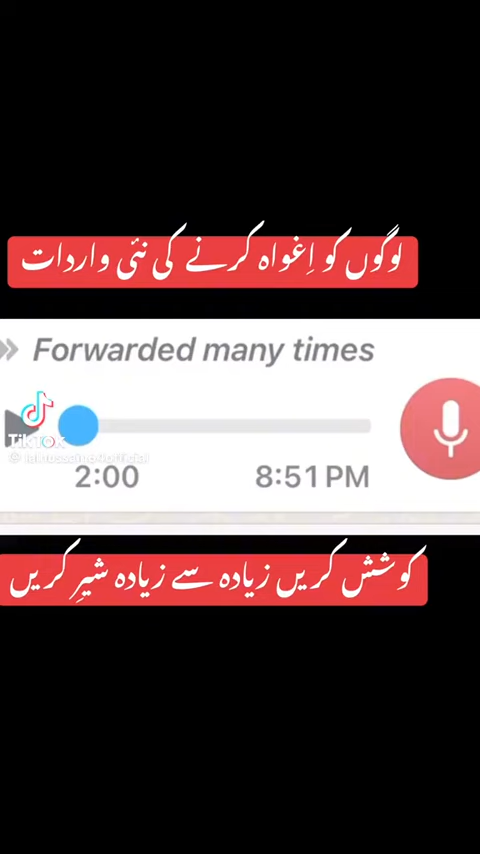 لوگوں کو اِغواہ کرنے کی نئی واردات
Forwarded many times
TikTok
2:00
8:51 PM
کوشش کریں زیادہ سے زیادہ شیرِ کریں